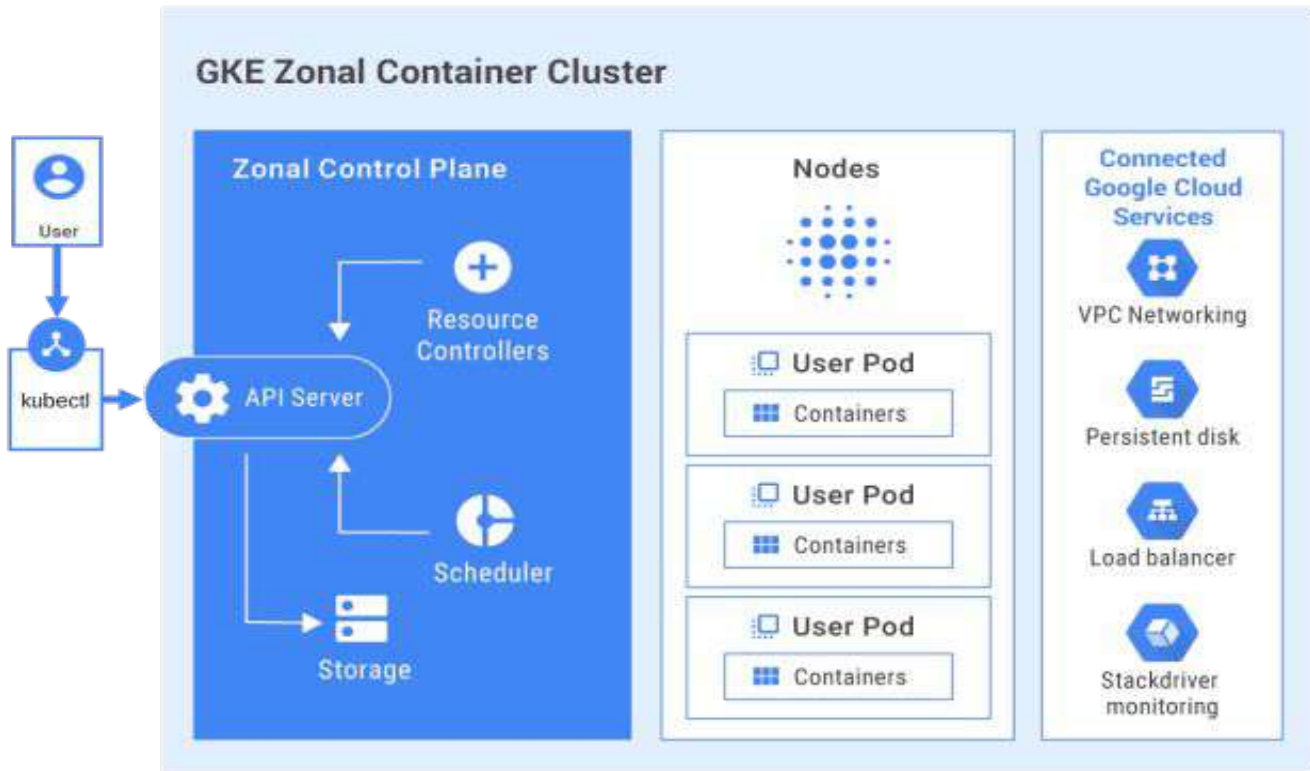 GKE Zonal Container Cluster
User
kubectl
Zonal Control Plane
Resource
Controllers
API Server
Scheduler
Storage
Nodes
User Pod
Containers
User Pod
Containers
User Pod
Containers
Connected
Google Cloud
Services
VPC Networking
Persistent disk
Load balancer
Stackdriver
monitoring